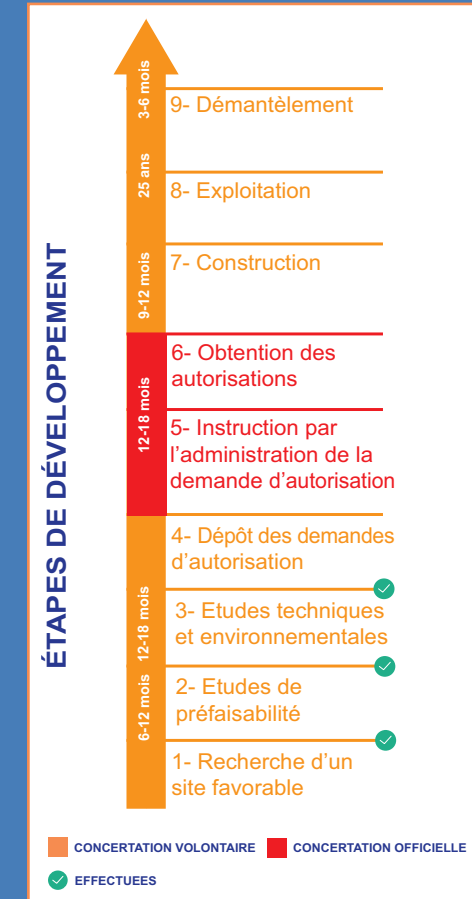 ÉTAPES DE DÉVELOPPEMENT
3-6 mois
9- Démantèlement
25 ans
8- Exploitation
9-12 mois
7- Construction
12-18 mois
6- Obtention des
autorisations
5- Instruction par
l'administration de la
demande d'autorisation
4- Dépôt des demandes
d'autorisation
12-18 mois
3- Etudes techniques
et environnementales
6-12 mois
2- Etudes de
préfaisabilité
1- Recherche d'un
site favorable
CONCERTATION VOLONTAIRE
CONCERTATION OFFICIELLE
EFFECTUEES